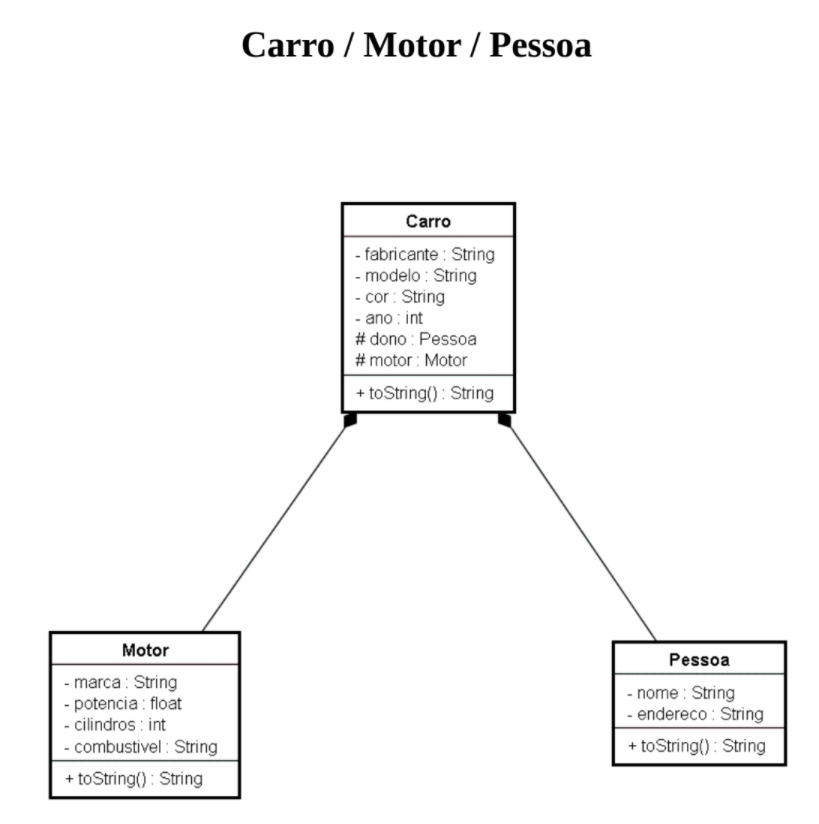 Carro / Motor / Pessoa
Carro
- fabricante : String
- modelo : String
- cor : String
- ano : int
# dono : Pessoa
# motor : Motor
+ toString() : String
Motor
- marca : String
- potencia : float
- cilindros : int
- combustivel : String
+ toString() : String
Pessoa
- nome : String
- endereco : String
+ toString() : String